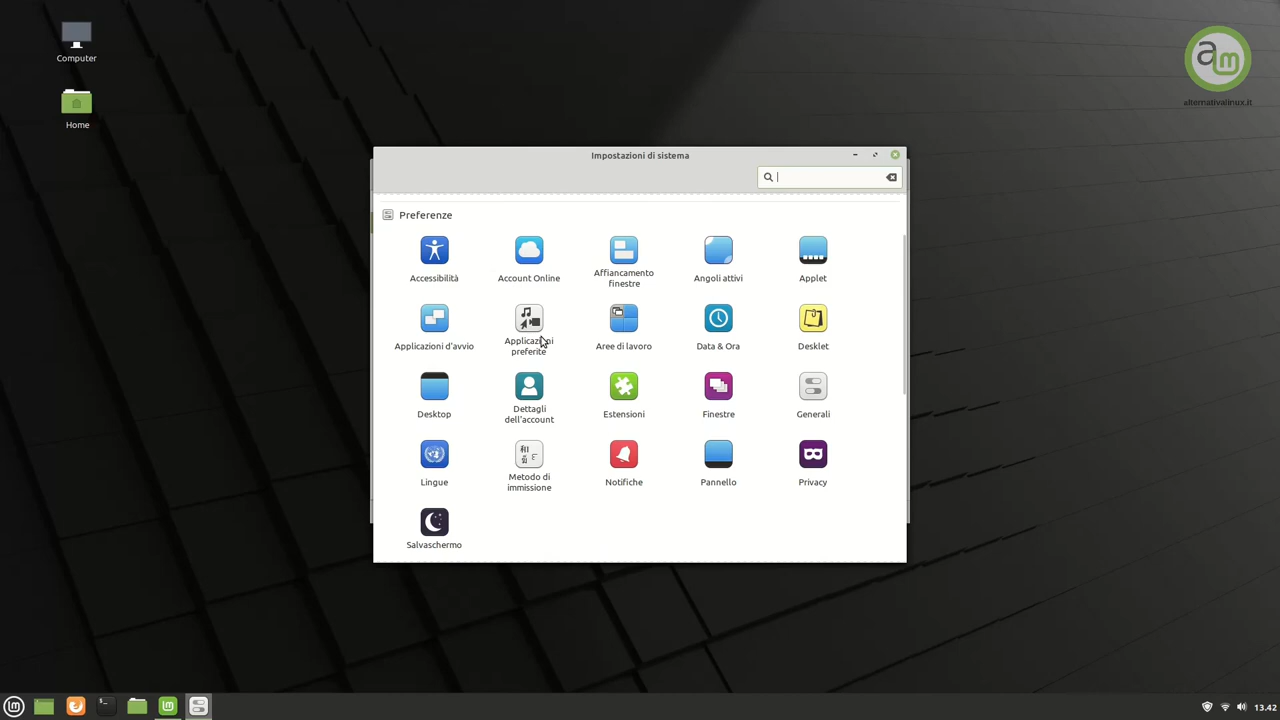 Computer
Home
alternativalinux.it
Impostazioni di sistema
Preferenze
Accessibilità
Account Online
Affiancamento
finestre
Angoli attivi
Applet
Applicazioni d'avvio
Applicazioni
preferite
Aree di lavoro
Data & Ora
Desklet
Desktop
Dettagli
dell'account
Estensioni
Finestre
Generali
Lingue
Metodo di
immissione
Notifiche
Pannello
Privacy
Salvaschermo
13.42